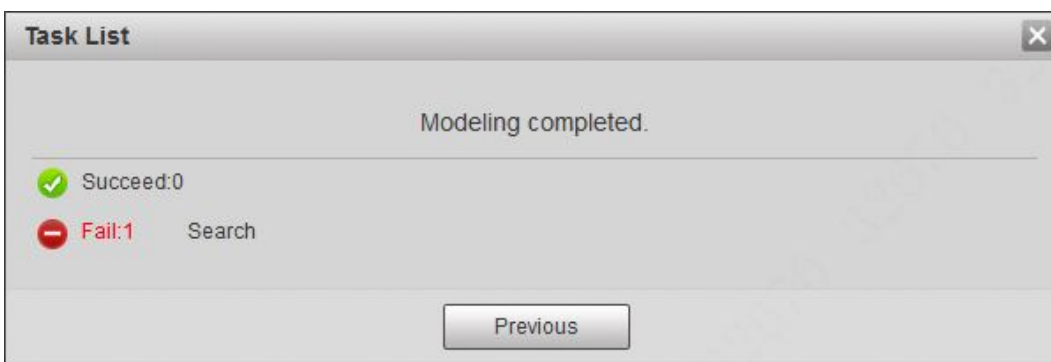 Task List
Modeling completed.
Succeed:0
Fail:1 Search
Previous